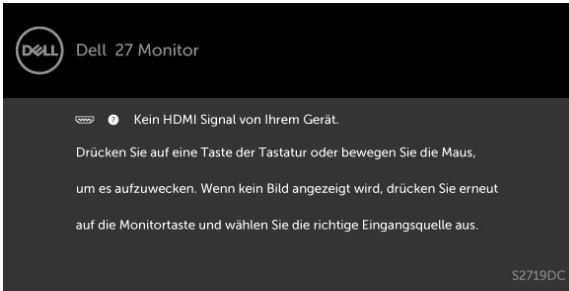 DELL
Dell 27 Monitor
? Kein HDMI Signal von Ihrem Gerät.
Drücken Sie auf eine Taste der Tastatur oder bewegen Sie die Maus,
um es aufzuwecken. Wenn kein Bild angezeigt wird, drücken Sie erneut
auf die Monitortaste und wählen Sie die richtige Eingangsquelle aus.
S2719DC